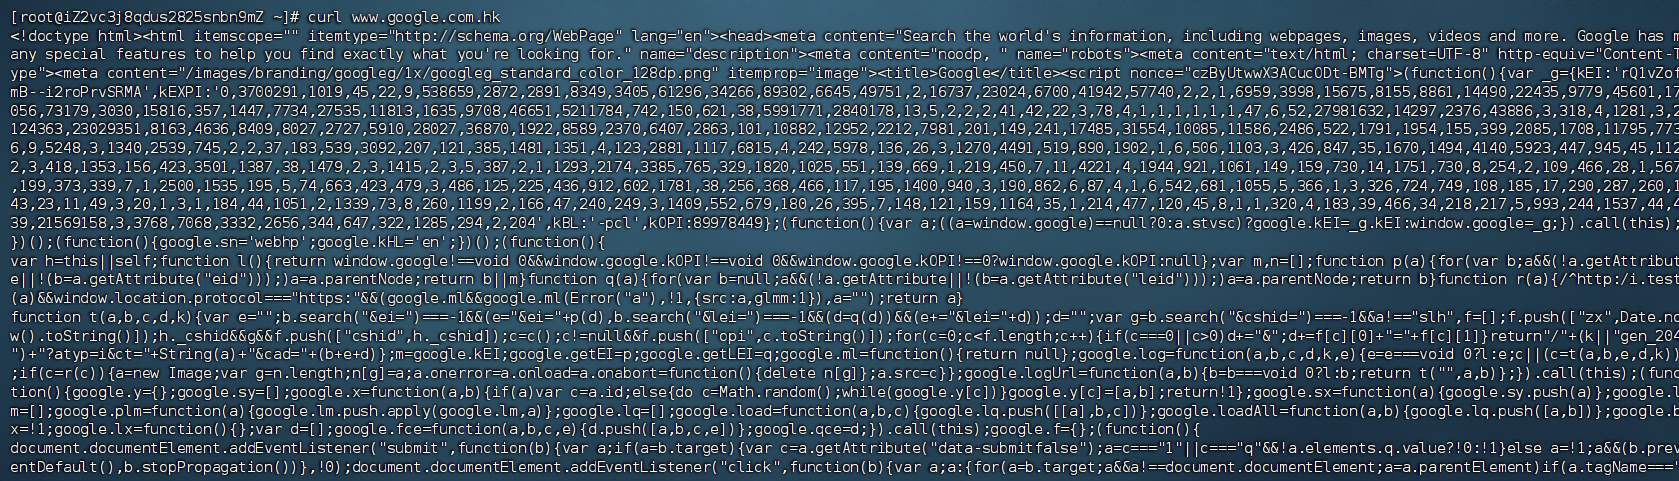 [root@iZ2vc3j8qdus2825snbn9mZ ~]# curl www.google.com.hk
<!doctype html><html itemscope="" itemtype="http://schema.org/WebPage" lang="en"><head><meta content="Search the world's information, including webpages, images, videos and more. Google has m
any special features to help you find exactly what you're looking for." name="description"><meta content="noodp, " name="robots"><meta content="text/html; charset=UTF-8" http-equiv="Content-T
ype"><meta content="/images/branding/googleg/1x/googleg_standard_color_128dp.png" itemprop="image"><title>Google</title><script nonce="czByUtwwX3ACucODt-BMTg">(function(){var _g={kEI:'rQ1vZo
mB--i2roPrvSRMA',kEXPI:'0,3700291,1019,45,22,9,538659,2872,2891,8349,3405,61296,34266,89302,6645,49751,2,16737,23024,6700,41942,57740,2,2,1,6959,3998,15675,8155,8861,14490,22435,9779,45601,17
056,73179,3030,15816,357,1447,7734,27535,11813,1635,9708,46651,5211784,742,150,621,38,5991771,2840178,13,5,2,2,2,41,42,22,3,78,4,1,1,1,1,1,1,47,6,52,27981632,14297,2376,43886,3,318,4,1281,3,2
124363,23029351,8163,4636,8409,8027,2727,5910,28027,36870,1922,8589,2370,6407,2863,101,10882,12952,2212,7981,201,149,241,17485,31554,10085,11586,2486,522,1791,1954,155,399,2085,1708,11795,77
6,9,5248,3,1340,2539,745,2,2,37,183,539,3092,207,121,385,1481,1351,4,123,2881,1117,6815,4,242,5978,136,26,3,1270,4491,519,890,1902,1,6,506,1103,3,426,847,35,1670,1494,4140,5923,447,945,45,112
2,3,418,1353,156,423,3501,1387,38,1479,2,3,1415,2,3,5,387,2,1,1293,2174,3385,765,329,1820,1025,551,139,669,1,219,450,7,11,4221,4,1944,921,1061,149,159,730,14,1751,730,8,254,2,109,466,28,1,567
,199,373,339,7,1,2500,1535,195,5,74,663,423,479,3,486,125,225,436,912,602,1781,38,256,368,466,117,195,1400,940,3,190,862,6,87,4,1,6,542,681,1055,5,366,1,3,326,724,749,108,185,17,290,287,260,1
43,23,11,49,3,20,1,3,1,184,44,1051,2,1339,73,8,260,1199,2,166,47,240,249,3,1409,552,679,180,26,395,7,148,121,159,1164,35,1,214,477,120,45,8,1,1,320,4,183,39,466,34,218,217,5,993,244,1537,44,4
39,21569158,3,3768,7068,3332,2656,344,647,322,1285,294,2,204',kBL:'-pcl',kOPI:89978449};(function(){var a;((a=window.google)==null?0:a.stvsc)?google.kEI=_g.kEI:window.google=_g;}).call(this);
})();(function(){google.sn='webhp';google.kHL='en';})();(function(){
var h=this||self;function l(){return window.google!==void 0&&window.google.kOPI!==void 0&&window.google.kOPI!==0?window.google.kOPI:null};var m,n=[];function p(a){for(var b;a&&(!a.getAttribut
e||!(b=a.getAttribute("eid")));)a=a.parentNode;return b||m}function q(a){for(var b=null;a&&(!a.getAttribute||!(b=a.getAttribute("leid")));)a=a.parentNode;return b}function r(a){/^http:/i.test
(a)&&window.location.protocol==="https:"&&(google.ml&&google.ml(Error("a"),!1,{src:a,glmm:1}),a="");return a}
function t(a,b,c,d,k){var e="";b.search("&ei=")===-1&&(e="&ei="+p(d),b.search("&lei=")===-1&&(d=q(d))&&(e+="&lei="+d));d="";var g=b.search("&cshid=")===-1&&a!=="slh",f=[];f.push(["zx",Date.no
w().toString()]);h._cshid&&g&&f.push(["cshid",h._cshid]);c=c();c!=null&&f.push(["opi",c.toString()]);for(c=0;c<f.length;c++){if(c===0||c>0)d+="&";d+=f[c][0]+"="+f[c][1]}return"/"+(k||"gen_204
")+"?atyp=i&ct="+String(a)+"&cad="+(b+e+d)};m=google.kEI;google.getEI=p;google.getLEI=q;google.ml=function(){return null};google.log=function(a,b,c,d,k,e){e=e===void 0?l:e;c||(c=t(a,b,e,d,k))
;if(c=r(c)){a=new Image;var g=n.length;n[g]=a;a.onerror=a.onload=a.onabort=function(){delete n[g]};a.src=c}};google.logUrl=function(a,b){b=b===void 0?l:b;return t("",a,b)};}).call(this);(func
tion(){google.y={};google.sy=[];google.x=function(a,b){if(a)var c=a.id;else{do c=Math.random();while(google.y[c])}google.y[c]=[a,b];return!1};google.sx=function(a){google.sy.push(a)};google.l
m=[];google.plm=function(a){google.lm.push.apply(google.lm,a)};google.lq=[];google.load=function(a,b,c){google.lq.push([[a],b,c])};google.loadAll=function(a,b){google.lq.push([a,b])};google.b
x=!1;google.lx=function(){};var d=[];google.fce=function(a,b,c,e){d.push([a,b,c,e])};google.qce=d;}).call(this);google.f={};(function(){
document.documentElement.addEventListener("submit",function(b){var a;if(a=b.target){var c=a.getAttribute("data-submitfalse");a=c==="1"||c==="q"&&!a.elements.q.value?!0:!1}else a=!1;a&&(b.prev
entDefault(),b.stopPropagation())},!0);document.documentElement.addEventListener("click",function(b){var a;a:{for(a=b.target;a&&a!==document.documentElement;a=a.parentElement)if(a.tagName==="